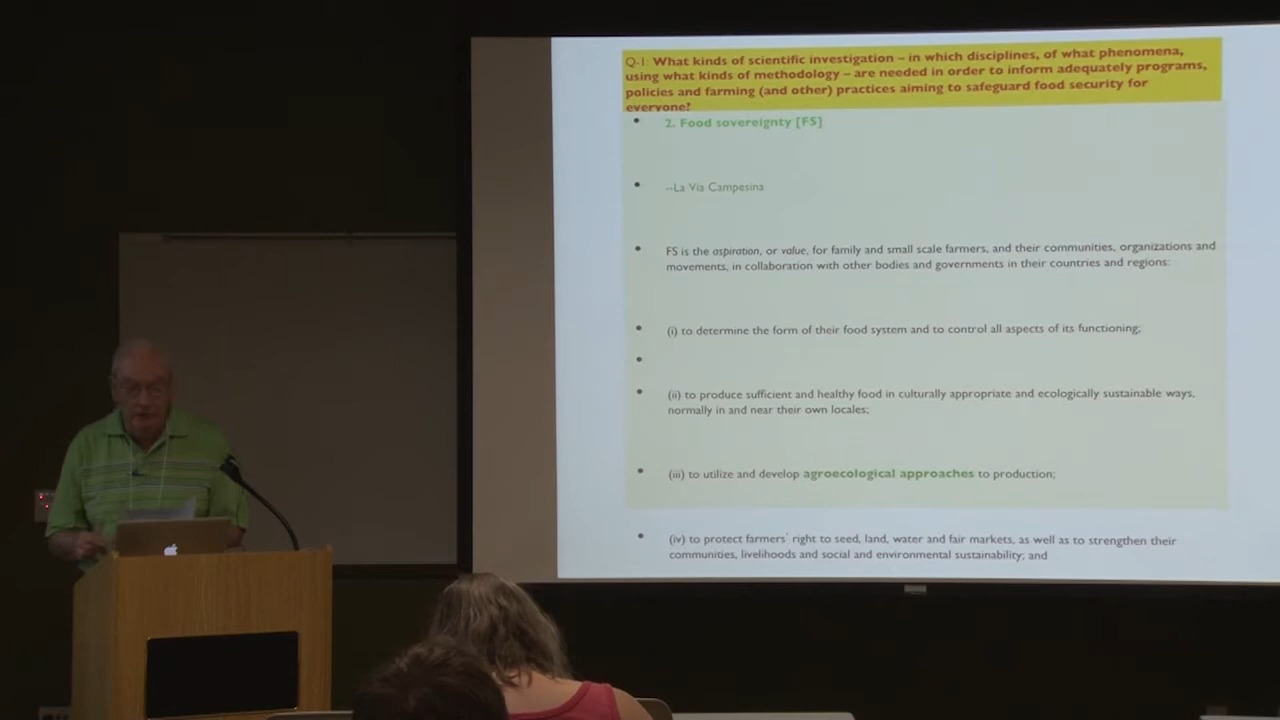 Q-1: What kinds of scientific investigation – in which disciplines, of what phenomena,
using what kinds of methodology – are needed in order to inform adequately programs,
policies and farming (and other) practices aiming to safeguard food security for
everyone?
• 2. Food sovereignty [FS]
• --La Via Campesina
• FS is the aspiration, or value, for family and small scale farmers, and their communities, organizations and
movements, in collaboration with other bodies and governments in their countries and regions:
• (i) to determine the form of their food system and to control all aspects of its functioning;
•
• (ii) to produce sufficient and healthy food in culturally appropriate and ecologically sustainable ways,
normally in and near their own locales;
• (iii) to utilize and develop agroecological approaches to production;
• (iv) to protect farmers' right to seed, land, water and fair markets, as well as to strengthen their
communities, livelihoods and social and environmental sustainability; and